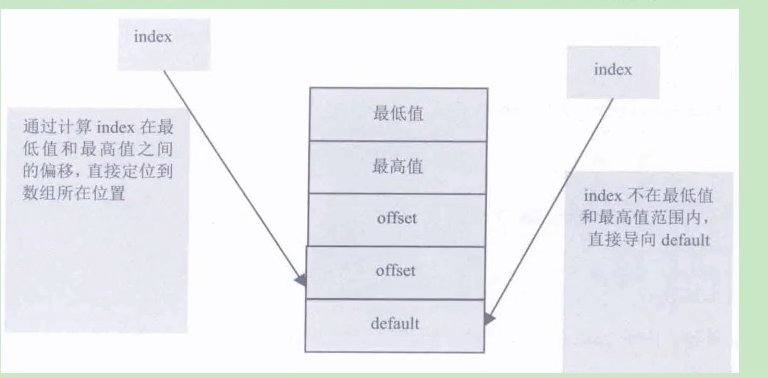 index
index
通过计算 index 在最
低值和最高值之间
的偏移，直接定位到
数组所在位置
最低值
最高值
offset
offset
default
index 不在最低值
和最高值范围内，
直接导向 default